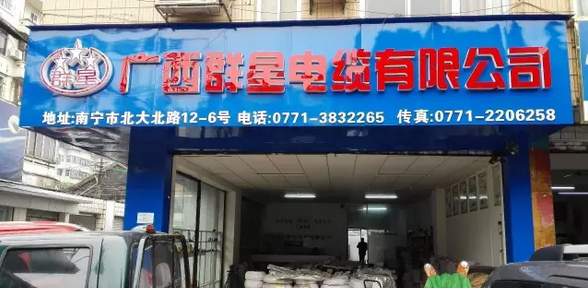 群星
广西群星电缆有限公司
地址:南宁市北大北路12-6号 电话:0771-3832265 传真:0771-2206258